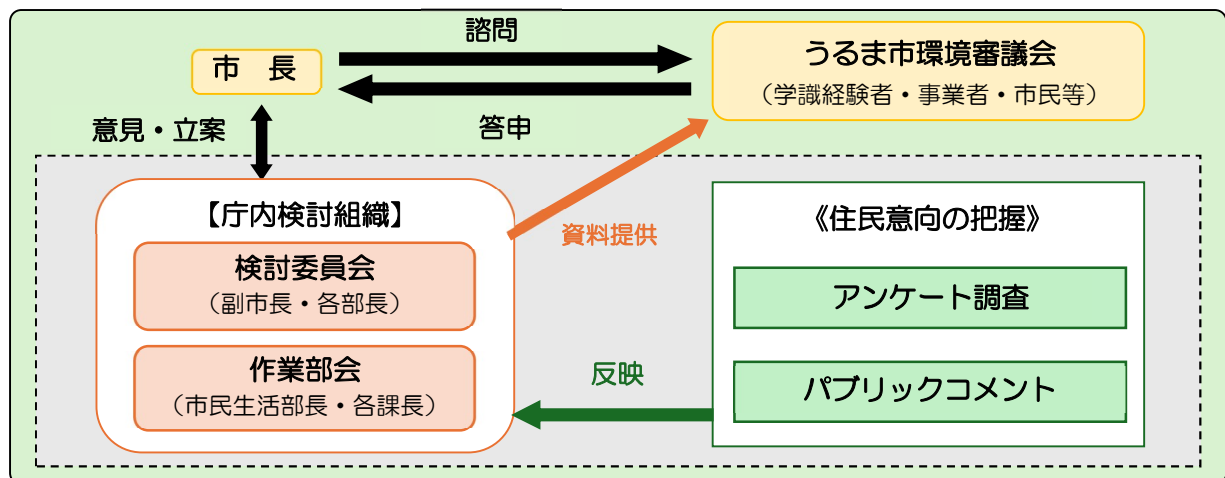 諮問
市　長
うるま市環境審議会
（学識経験者・事業者・市民等）
意見・立案
答申
【庁内検討組織】
資料提供
《住民意向の把握》
検討委員会
（副市長・各部長）
アンケート調査
作業部会
（市民生活部長・各課長）
反映
パブリックコメント